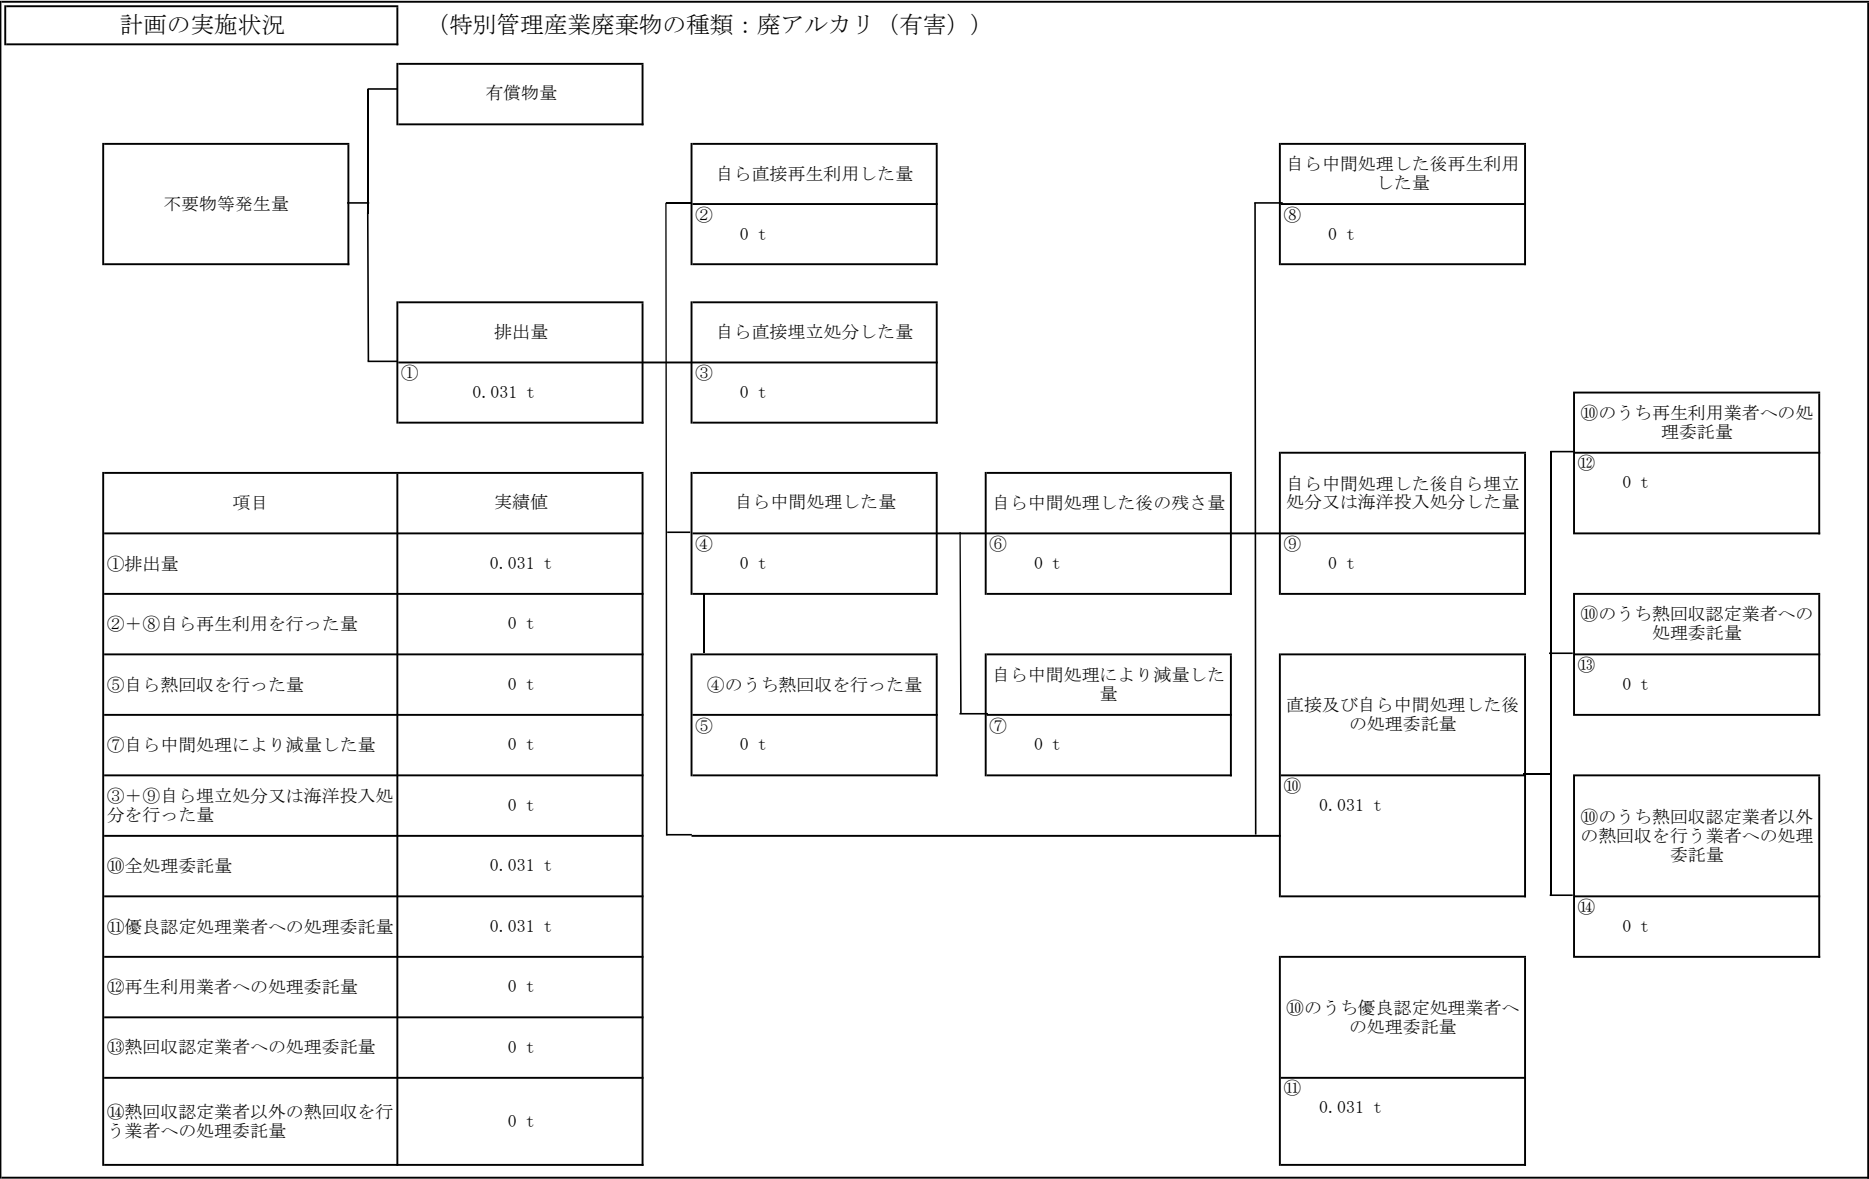 計画の実施状況
（特別管理産業廃棄物の種類：廃アルカリ（有害））
有償物量
不要物等発生量
排出量
①
0.031 t
自ら直接再生利用した量
②
0 t
自ら直接埋立処分した量
③
0 t
自ら中間処理した量
④
0 t
④のうち熱回収を行った量
⑤
0 t
自ら中間処理した後の残さ量
⑥
0 t
自ら中間処理により減量した
量
⑦
0 t
自ら中間処理した後再生利用
した量
⑧
0 t
自ら中間処理した後自ら埋立
処分又は海洋投入処分した量
⑨
0 t
直接及び自ら中間処理した後
の処理委託量
⑩
0.031 t
⑩のうち優良認定処理業者へ
の処理委託量
⑪
0.031 t
⑩のうち再生利用業者への処
理委託量
⑫
0 t
⑩のうち熱回収認定業者への
処理委託量
⑬
0 t
⑩のうち熱回収認定業者以外
の熱回収を行う業者への処理
委託量
⑭
0 t
項目 実績値
①排出量 0.031 t
②＋⑧自ら再生利用を行った量 0 t
⑤自ら熱回収を行った量 0 t
⑦自ら中間処理により減量した量 0 t
③＋⑨自ら埋立処分又は海洋投入処
分を行った量 0 t
⑩全処理委託量 0.031 t
⑪優良認定処理業者への処理委託量 0.031 t
⑫再生利用業者への処理委託量 0 t
⑬熱回収認定業者への処理委託量 0 t
⑭熱回収認定業者以外の熱回収を行
う業者への処理委託量 0 t